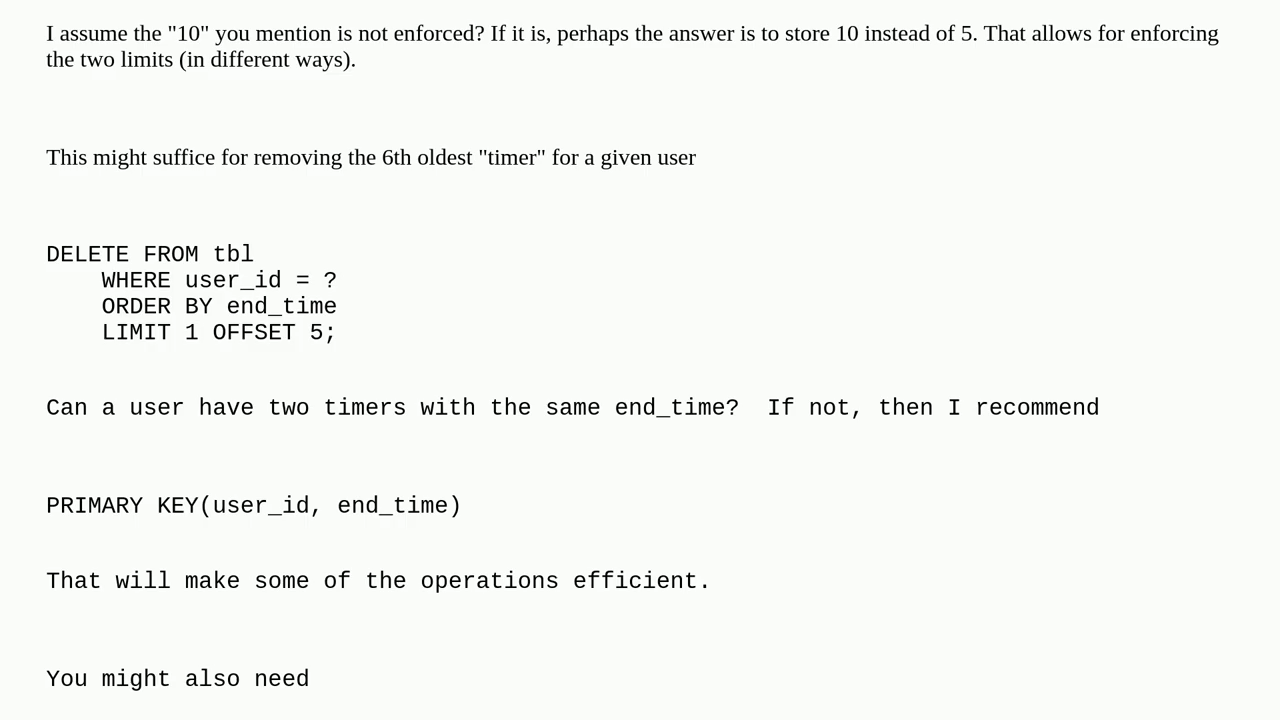 I assume the "10" you mention is not enforced? If it is, perhaps the answer is to store 10 instead of 5. That allows for enforcing
the two limits (in different ways).
This might suffice for removing the 6th oldest "timer" for a given user
DELETE FROM tbl
    WHERE user_id = ?
    ORDER BY end_time
    LIMIT 1 OFFSET 5;
Can a user have two timers with the same end_time?  If not, then I recommend
PRIMARY KEY(user_id, end_time)
That will make some of the operations efficient.
You might also need